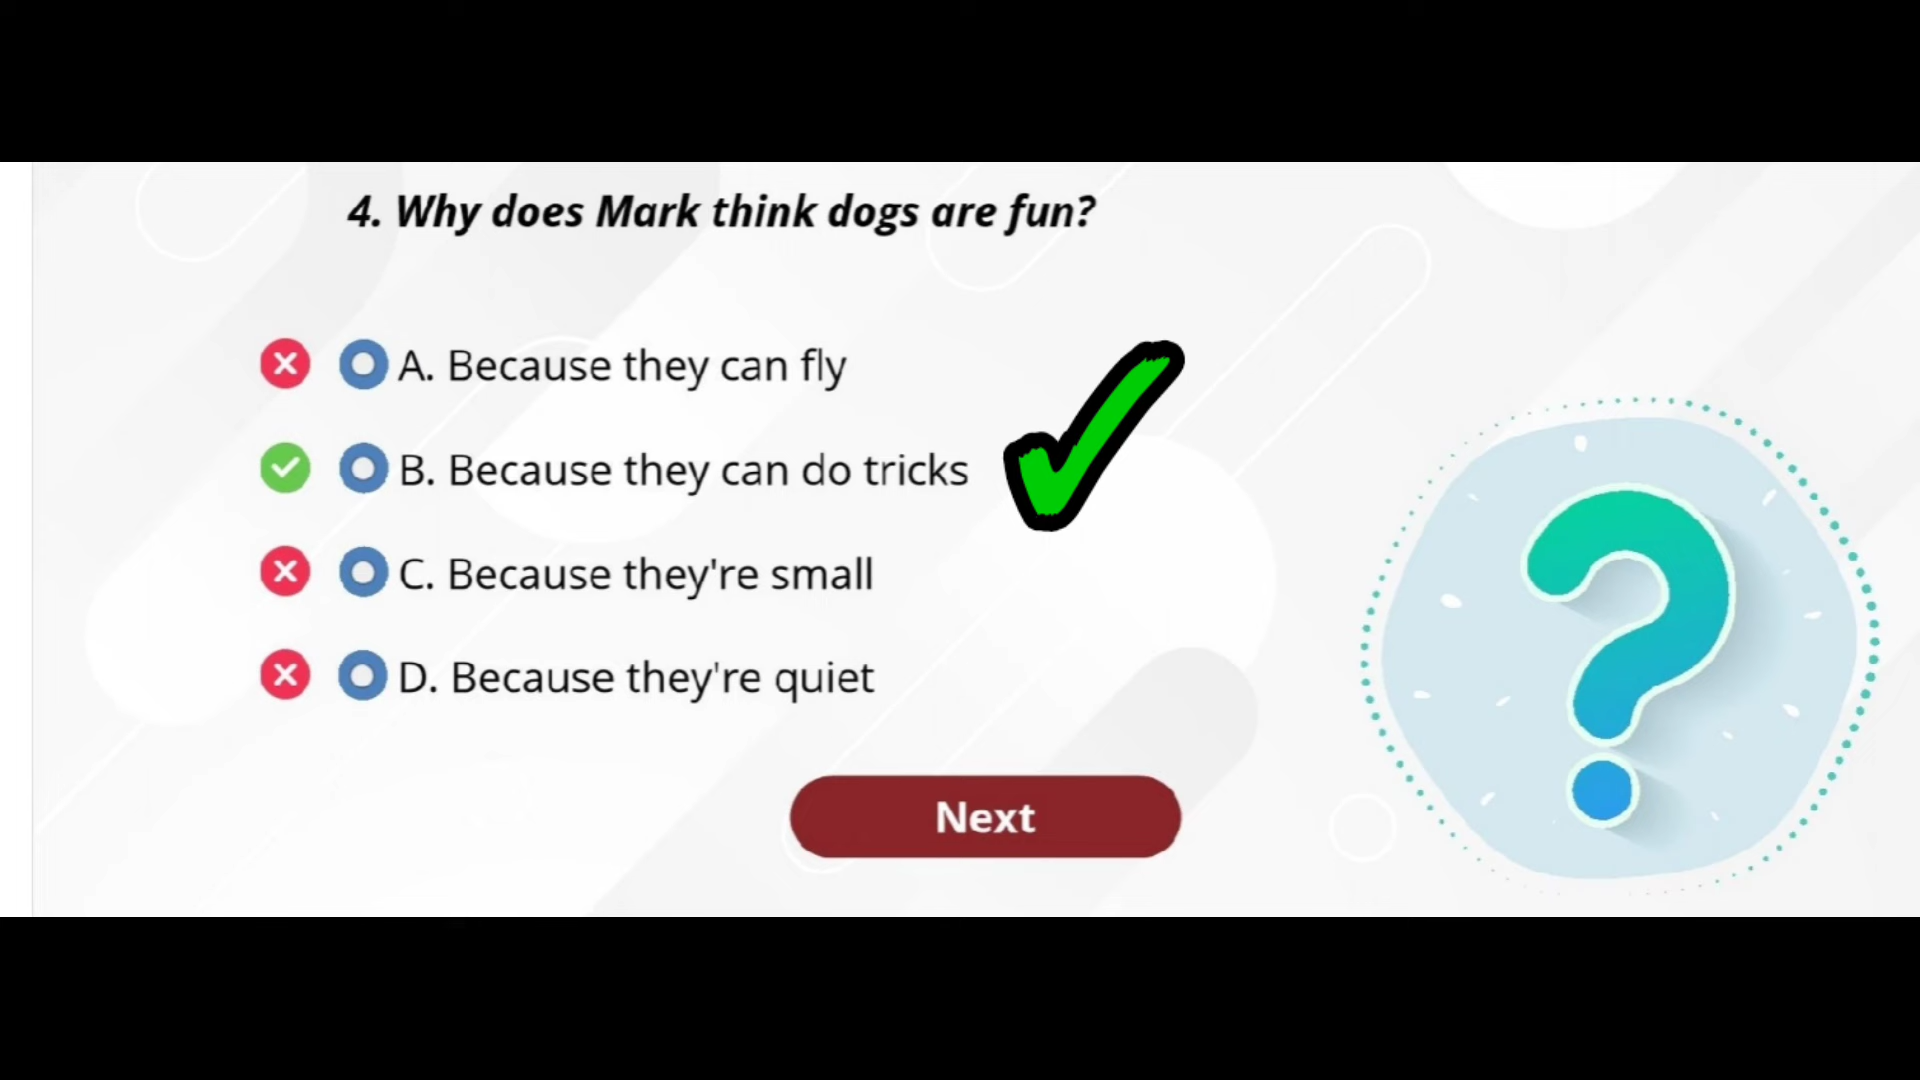 4. Why does Mark think dogs are fun?
A. Because they can fly
B. Because they can do tricks
C. Because they're small
D. Because they're quiet
Next